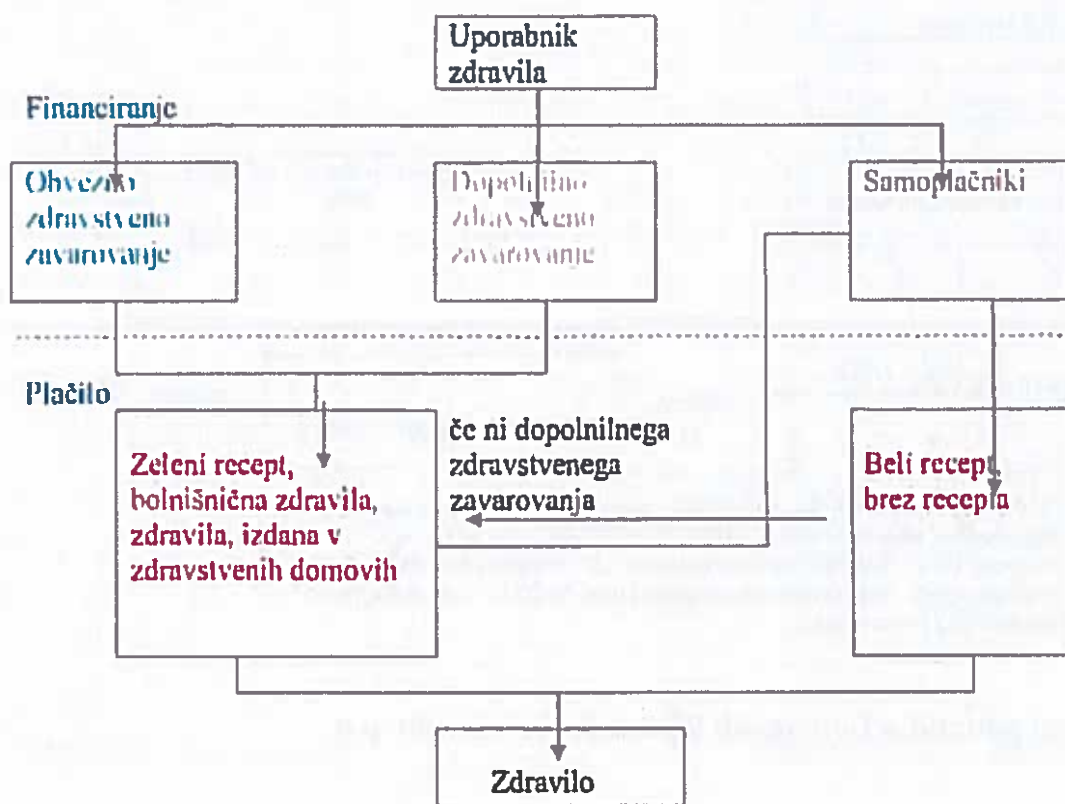 Uporabnik
zdravila
Financiranje
Obvezno
zdravstveno
zavarovanje
Dopolnilno
zdravstveno
zavarovanje
Samoplačniki
Plačilo
Zeleni recept,
bolnišnična zdravila,
zdravila, izdana v
zdravstvenih domovih
če ni dopolnilnega
zdravstvenega
zavarovanja
Beli recept,
brez recepta
Zdravilo